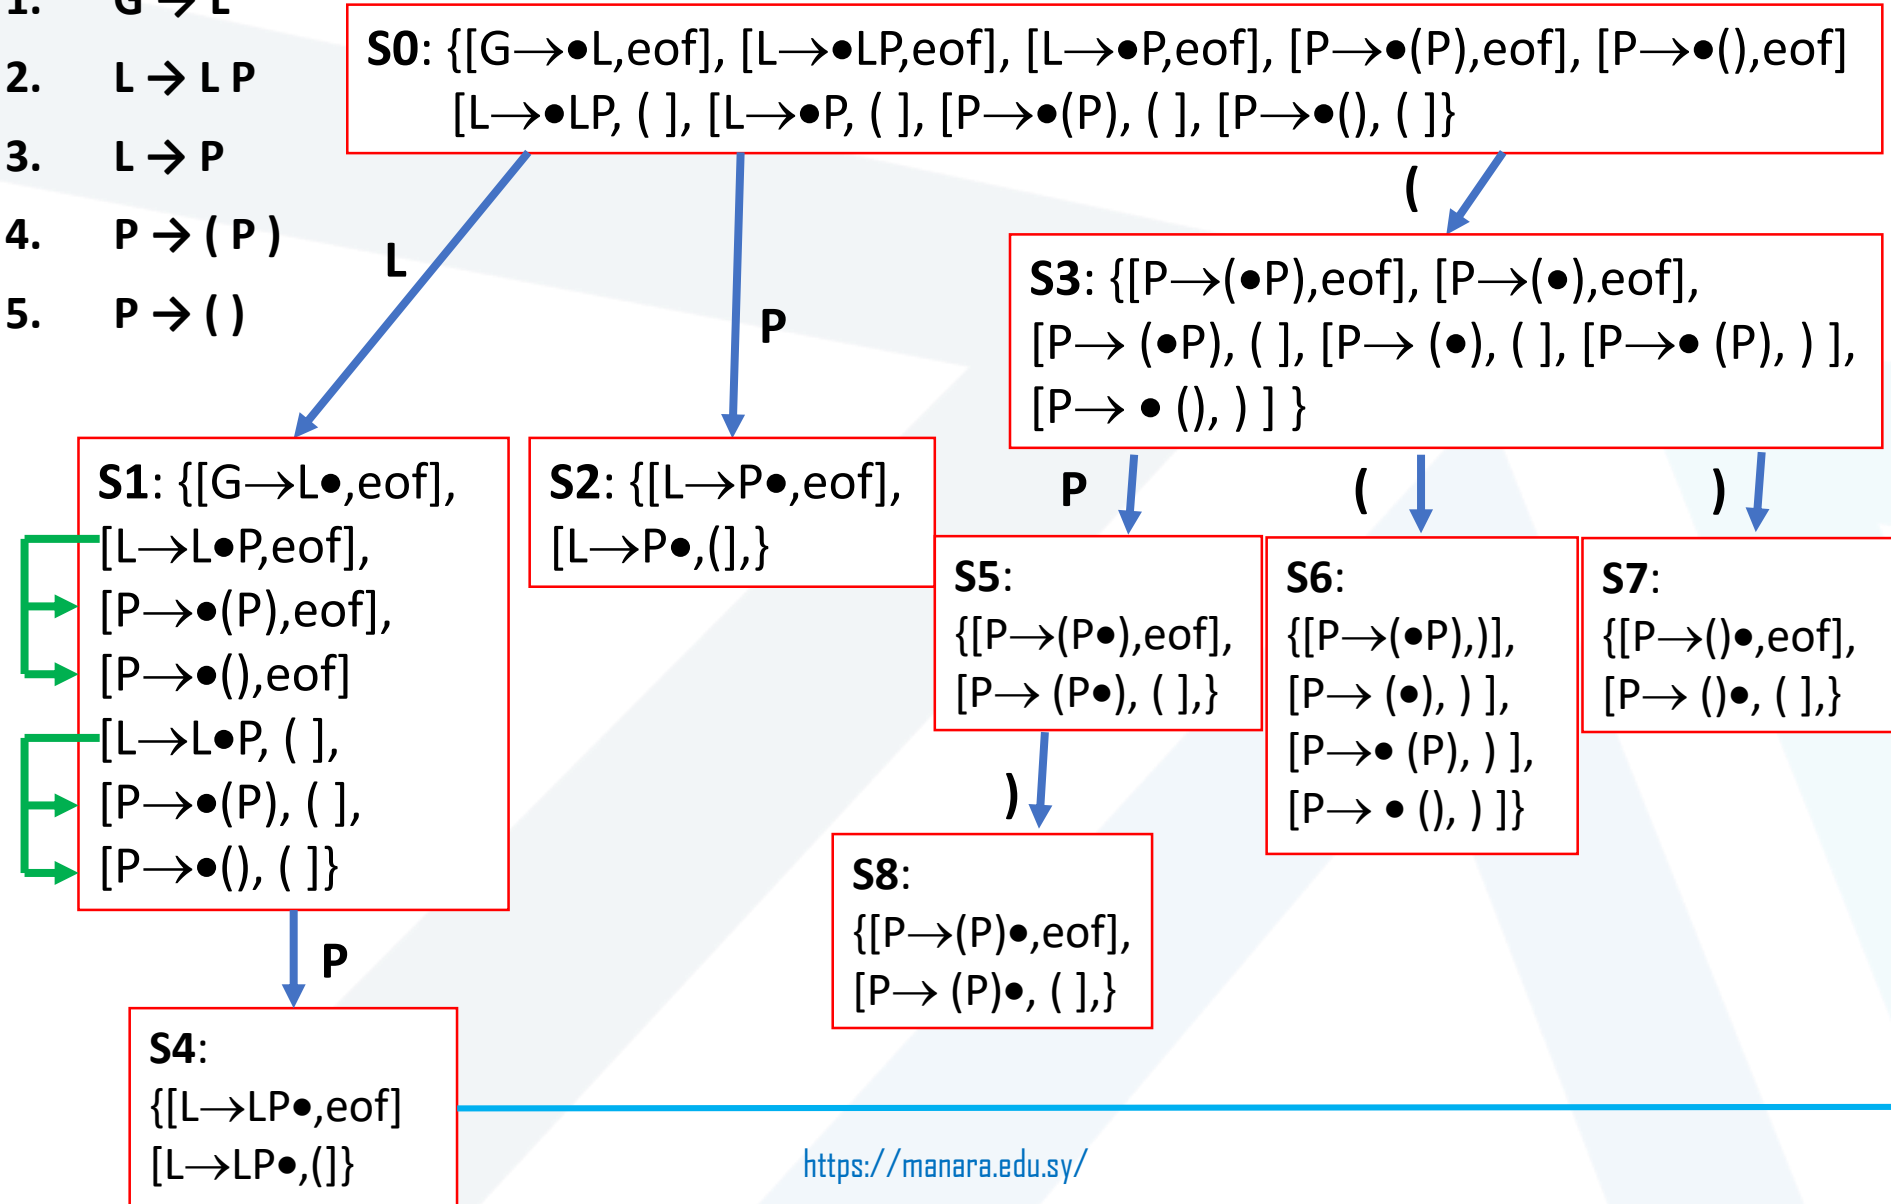 1. G → L
2. L → L P
3. L → P
4. P → ( P )
5. P → ( )
S0: {[G→●L,eof], [L→●LP,eof], [L→●P,eof], [P→●(P),eof], [P→●(),eof]
[L→●LP, ( ], [L→●P, ( ], [P→●(P), ( ], [P→●(), ( ]}
L
P
(
S3: {[P→(●P),eof], [P→(●),eof],
[P→ (●P), ( ], [P→ (●), ( ], [P→● (P), ) ],
[P→ ● (), ) ] }
S1: {[G→L●,eof],
[L→L●P,eof],
[P→●(P),eof],
[P→●(),eof]
[L→L●P, ( ],
[P→●(P), ( ],
[P→●(), ( ]}
S2: {[L→P●,eof],
[L→P●,(],}
P
(
)
S5:
{[P→(P●),eof],
[P→ (P●), ( ],}
S6:
{[P→(●P),)],
[P→ (●), ) ],
[P→● (P), ) ],
[P→ ● (), ) ]}
S7:
{[P→()●,eof],
[P→ ()●, ( ],}
)
S8:
{[P→(P)●,eof],
[P→ (P)●, ( ],}
P
S4:
{[L→LP●,eof]
[L→LP●,(]}
https://manara.edu.sy/